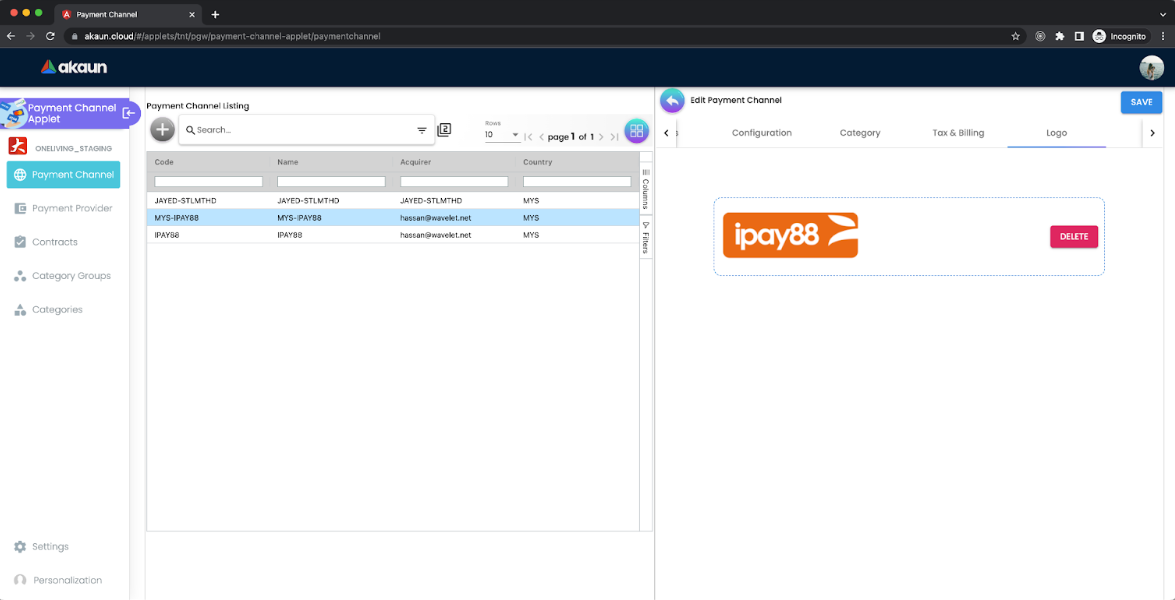 Payment Channel
akaun.cloud/#/applets/tnt/pgw/payment-channel-applet/paymentchannel
Incognito
akaun
Payment Channel
Applet
ONELIVING_STAGING
Payment Channel
Payment Provider
Contracts
Category Groups
Categories
Settings
Personalization
Payment Channel Listing
Search...
2
Rows
10
page 1 of 1
Code Name Acquirer Country
JAYED-STLMTHD JAYED-STLMTHD JAYED-STLMTHD MYS
MYS-IPAY88 MYS-IPAY88 hassan@wavelet.net MYS
IPAY88 IPAY88 hassan@wavelet.net MYS
Columns
Filters
Edit Payment Channel
SAVE
s Configuration Category Tax & Billing Logo
ipay88
DELETE